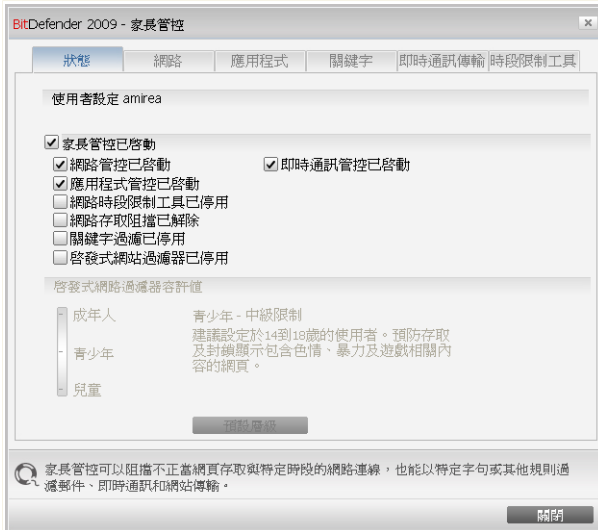 BitDefender 2009 - 家長管控
狀態 網路 應用程式 關鍵字 即時通訊傳輸 時段限制工具
使用者設定 amirea
家長管控已啓動
網路管控已啓動 即時通訊管控已啓動
應用程式管控已啓動
網路時段限制工具已停用
網路存取阻擋已解除
關鍵字過濾已停用
啓發式網站過濾器已停用
啓發式網路過濾器容許值
成年人 青少年 - 中級限制
建議設定於14到18歲的使用者。預防存取
青少年 及封鎖顯示包含色情、暴力及遊戲相關內
容的網頁。
兒童
預設層級
家長管控可以阻擋不正當網頁存取與特定時段的網路連線，也能以特定字句或其他規則過
濾郵件、即時通訊和網站傳輸。
關閉